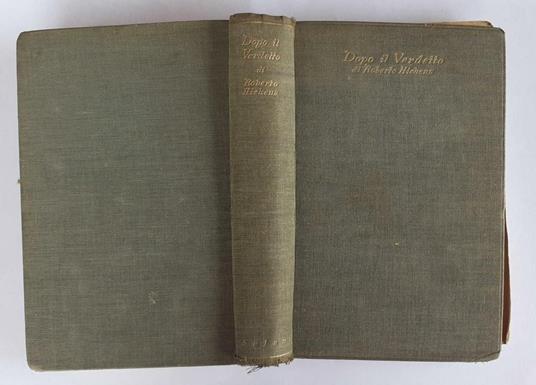 Dopo il
Verdetto
di
Roberto
Hichens
Dopo il Verdetto
di Roberto Hichens